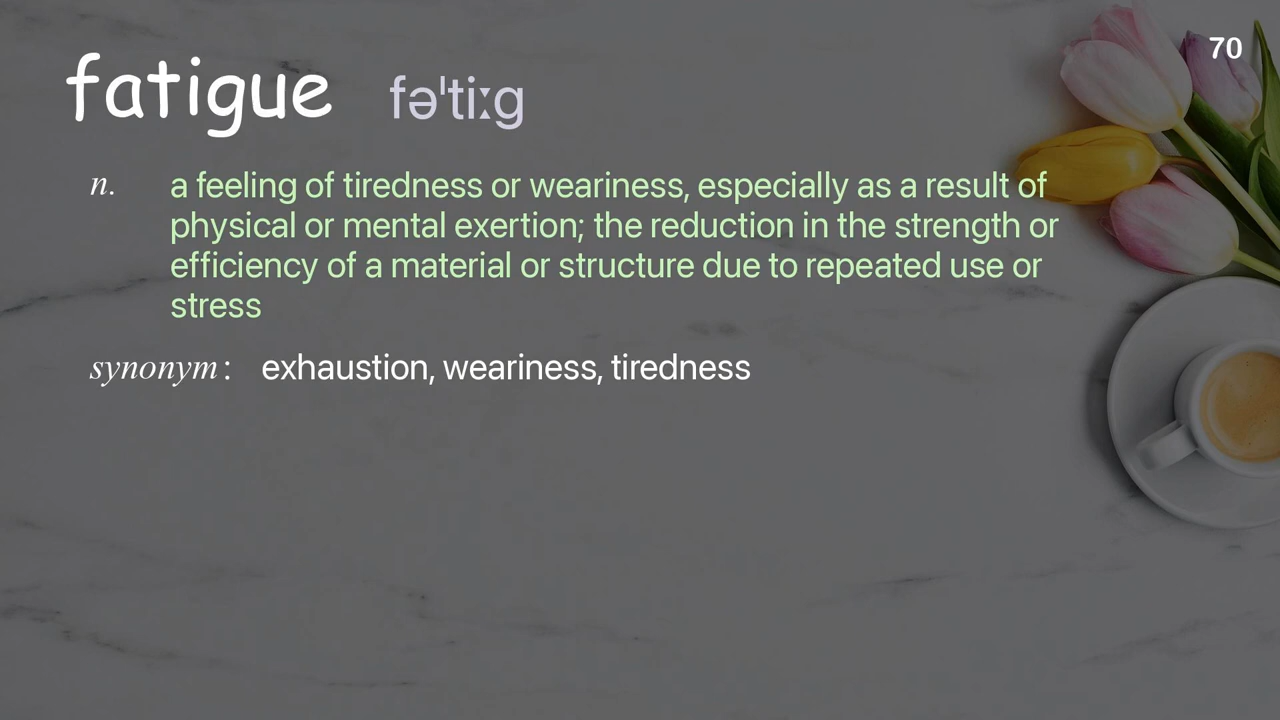 70
fatigue fəˈtiːg
n. a feeling of tiredness or weariness, especially as a result of
physical or mental exertion; the reduction in the strength or
efficiency of a material or structure due to repeated use or
stress
synonym: exhaustion, weariness, tiredness